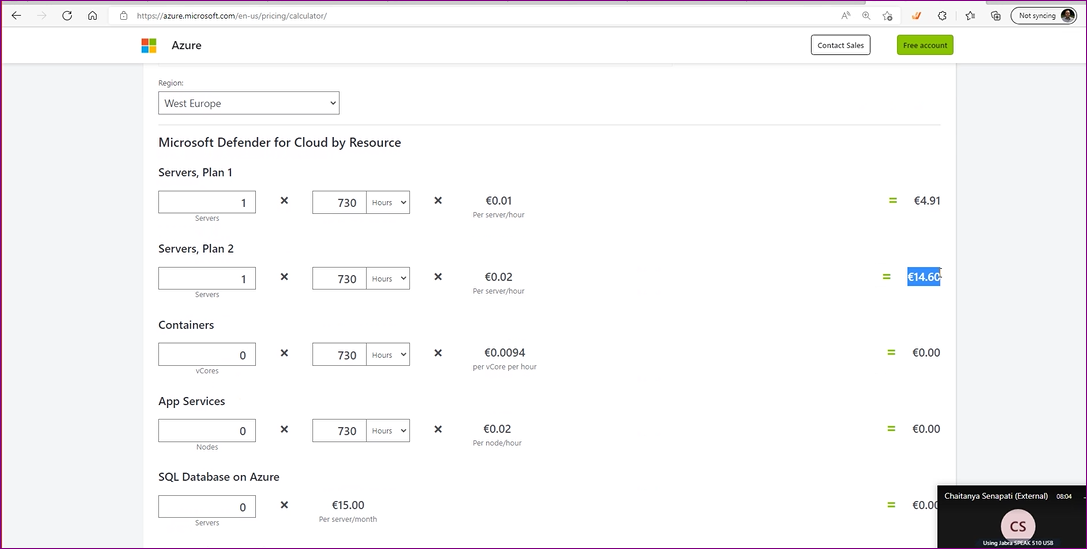 https://azure.microsoft.com/en-us/pricing/calculator/
Not syncing
Azure
Contact Sales
Free account
Region:
West Europe
Microsoft Defender for Cloud by Resource
Servers, Plan 1
1 × 730 Hours × €0.01 = €4.91
Servers
Per server/hour
Servers, Plan 2
1 × 730 Hours × €0.02 = €14.60
Servers
Per server/hour
Containers
0 × 730 Hours × €0.0094 = €0.00
vCores
per vCore per hour
App Services
0 × 730 Hours × €0.02 = €0.00
Nodes
Per node/hour
SQL Database on Azure
0 × €15.00 = €0.00
Servers
Per server/month
Chaitanya Senapati (External) 08:04
CS
Using Jabra SPEAK 510 USB